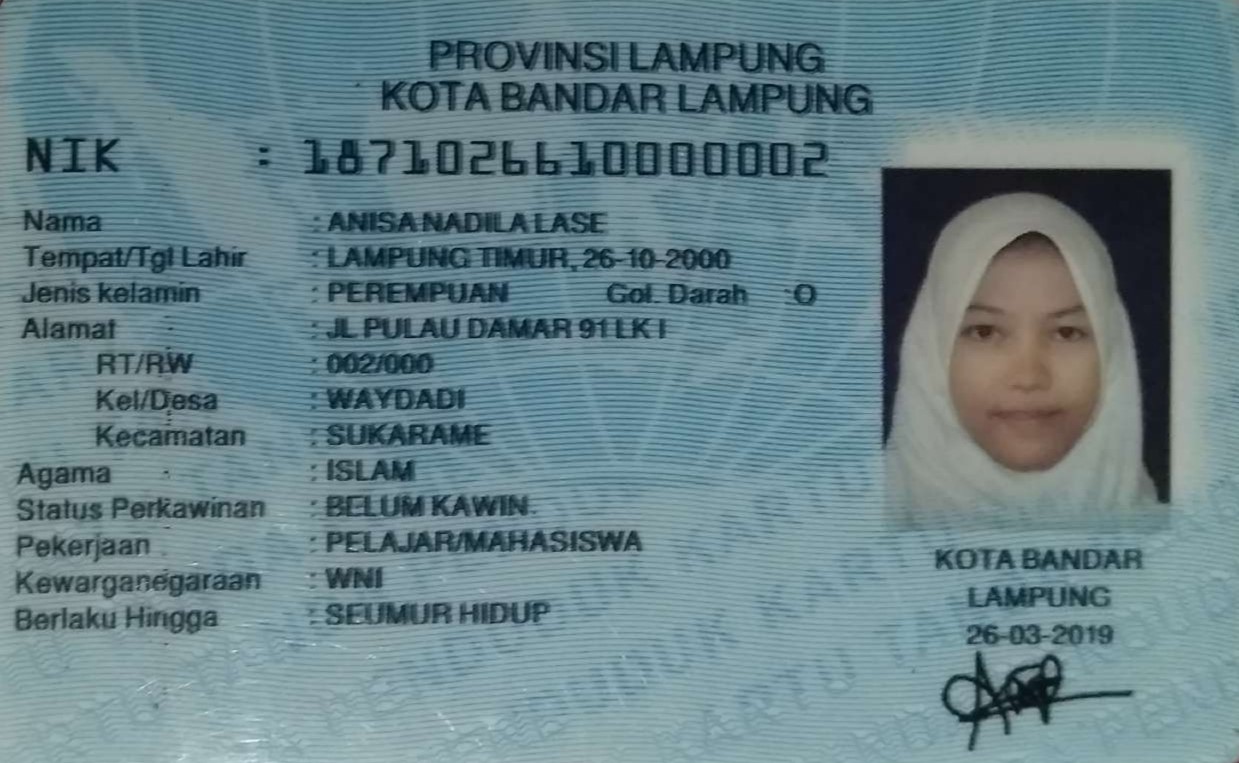 PROVINSI LAMPUNG
KOTA BANDAR LAMPUNG
NIK : 1871026610000002
Nama : ANISA NADILA LASE
Tempat/Tgl Lahir : LAMPUNG TIMUR, 26-10-2000
Jenis kelamin : PEREMPUAN Gol. Darah :O
Alamat : JL PULAU DAMAR 91 LK I
RT/RW : 002/000
Kel/Desa : WAYDADI
Kecamatan : SUKARAME
Agama : ISLAM
Status Perkawinan : BELUM KAWIN
Pekerjaan : PELAJAR/MAHASISWA
Kewarganegaraan : WNI
Berlaku Hingga : SEUMUR HIDUP
KOTA BANDAR
LAMPUNG
26-03-2019